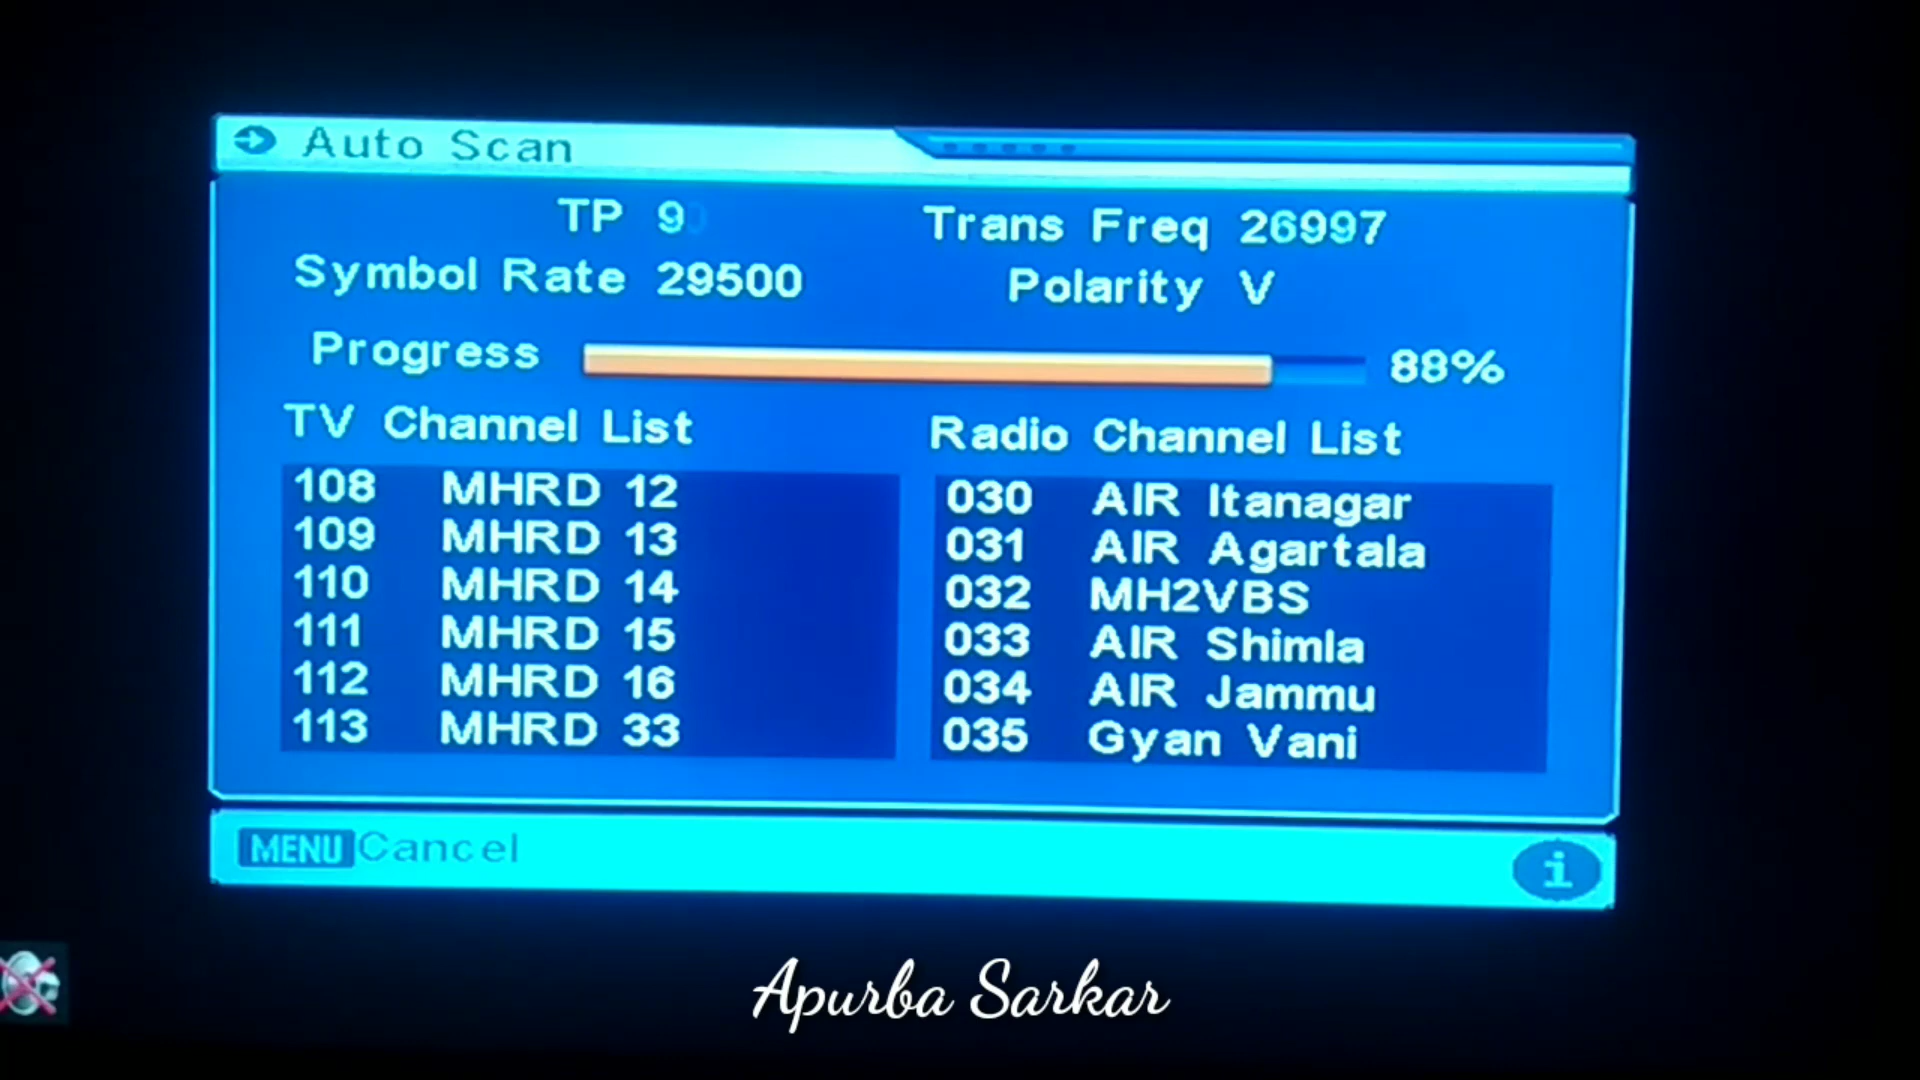 Auto Scan
TP 9
Trans Freq 26997
Symbol Rate 29500
Polarity V
Progress 88%
TV Channel List
108 MHRD 12
109 MHRD 13
110 MHRD 14
111 MHRD 15
112 MHRD 16
113 MHRD 33
Radio Channel List
030 AIR Itanagar
031 AIR Agartala
032 MH2VBS
033 AIR Shimla
034 AIR Jammu
035 Gyan Vani
MENU Cancel
i
Apurba Sarkar